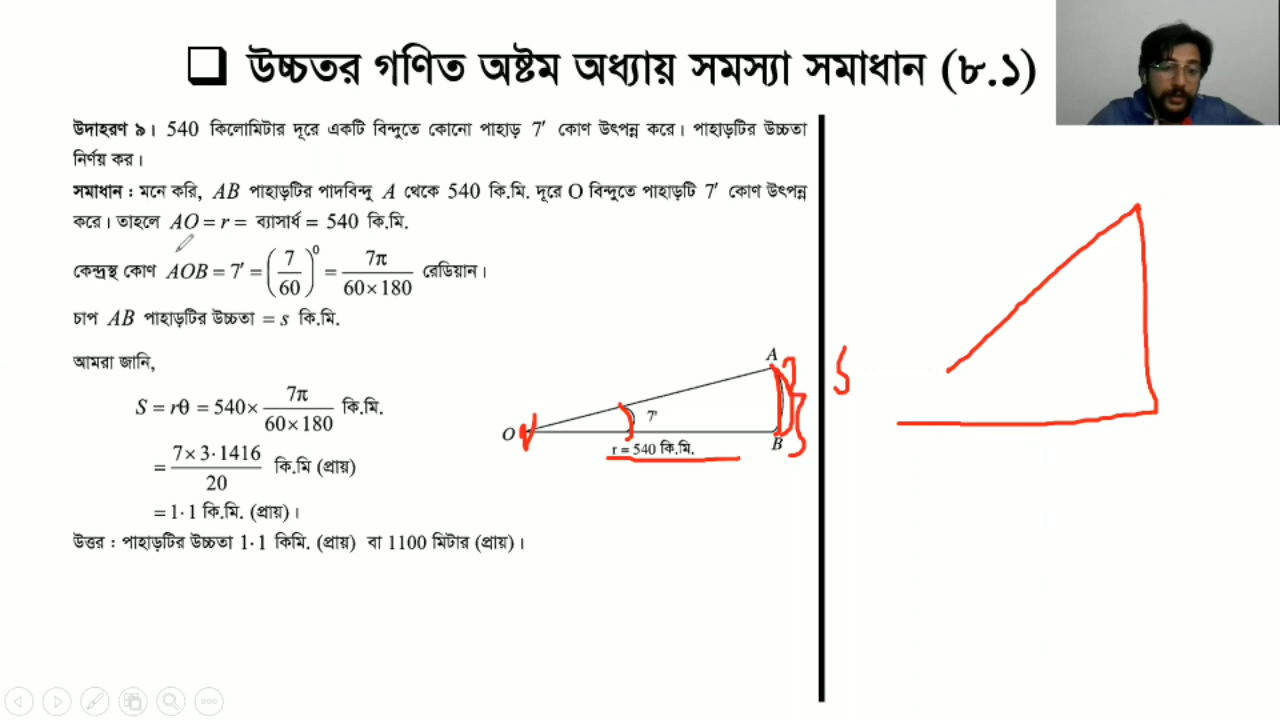 ❑ উচ্চতর গণিত অষ্টম অধ্যায় সমস্যা সমাধান (৮.১)
উদাহরণ ৯। 540 কিলোমিটার দূরে একটি বিন্দুতে কোনো পাহাড় 7′ কোণ উৎপন্ন করে। পাহাড়টির উচ্চতা
নির্ণয় কর।
সমাধান : মনে করি, AB পাহাড়টির পাদবিন্দু A থেকে 540 কি.মি. দূরে O বিন্দুতে পাহাড়টি 7′ কোণ উৎপন্ন
করে। তাহলে AO = r = ব্যাসার্ধ = 540 কি.মি.
কেন্দ্রস্থ কোণ AOB = 7′ = (7/60)⁰ = 7π/(60×180) রেডিয়ান।
চাপ AB পাহাড়টির উচ্চতা = s কি.মি.
আমরা জানি,
S = rθ = 540× 7π/(60×180) কি.মি.
= (7×3·1416)/20 কি.মি (প্রায়)
= 1·1 কি.মি. (প্রায়)।
উত্তর : পাহাড়টির উচ্চতা 1·1 কিমি. (প্রায়) বা 1100 মিটার (প্রায়)।
A
S
O
7′
B
r = 540 কি.মি.